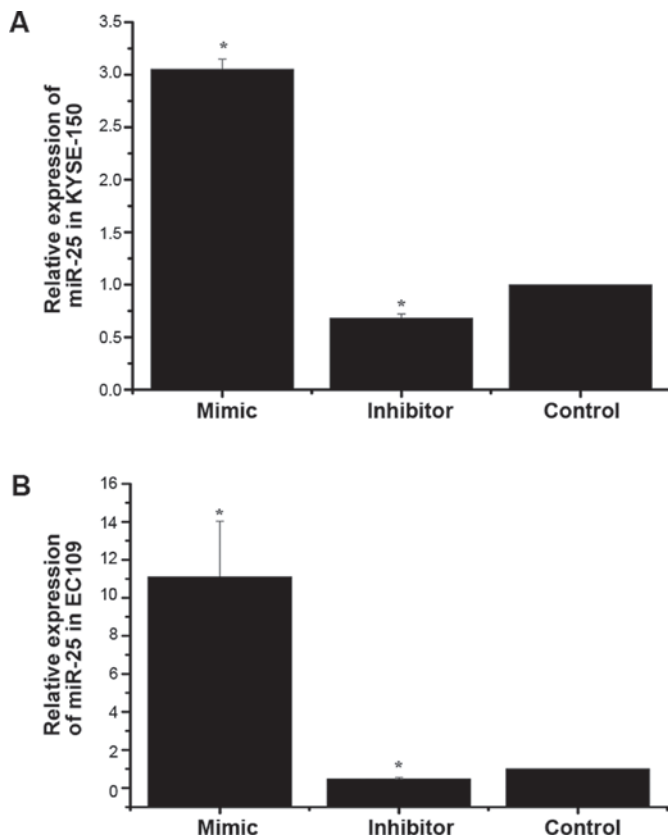 A
Relative expression of
miR-25 in KYSE-150
3.5
3.0
2.5
2.0
1.5
1.0
0.5
0.0
*
*
Mimic Inhibitor Control
B
Relative expression
of miR-25 in EC109
16
14
12
10
8
6
4
2
0
*
*
Mimic Inhibitor Control